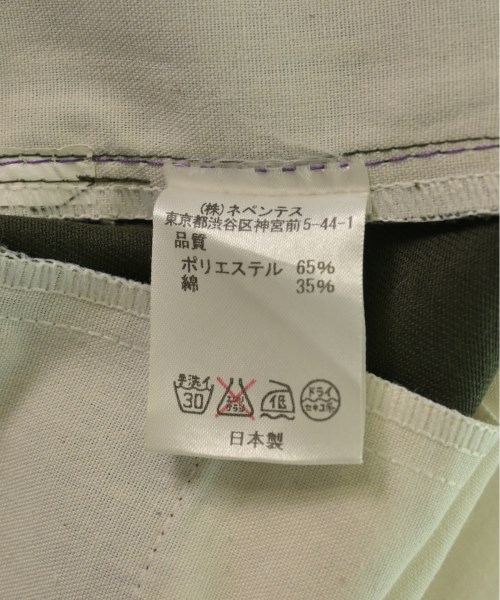 (株)ネペンテス
東京都渋谷区神宮前5-44-1
品質
ポリエステル 65%
綿 35%
手洗イ 30
エンソ サラシ
低
ドライ セキユ系
日本製